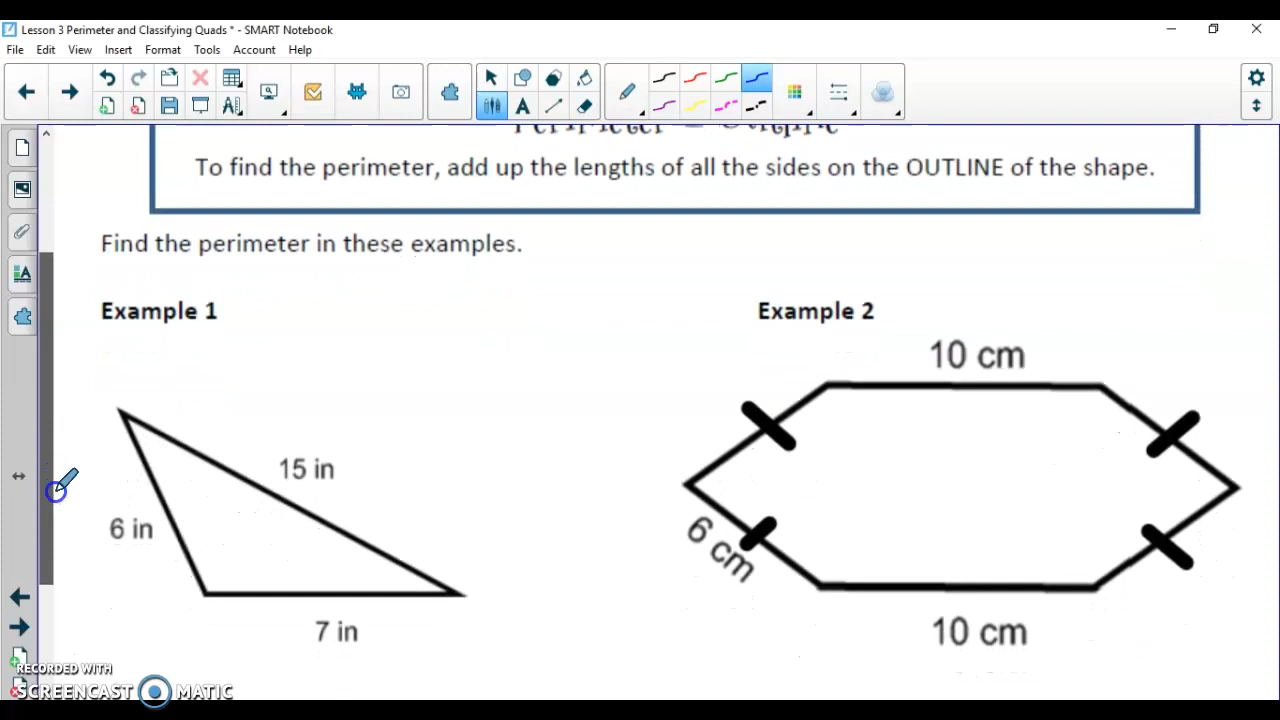 Lesson 3 Perimeter and Classifying Quads * - SMART Notebook
File Edit View Insert Format Tools Account Help
To find the perimeter, add up the lengths of all the sides on the OUTLINE of the shape.
Find the perimeter in these examples.
Example 1
Example 2
10 cm
15 in
6 in
6 cm
7 in
10 cm
RECORDED WITH
SCREENCAST MATIC